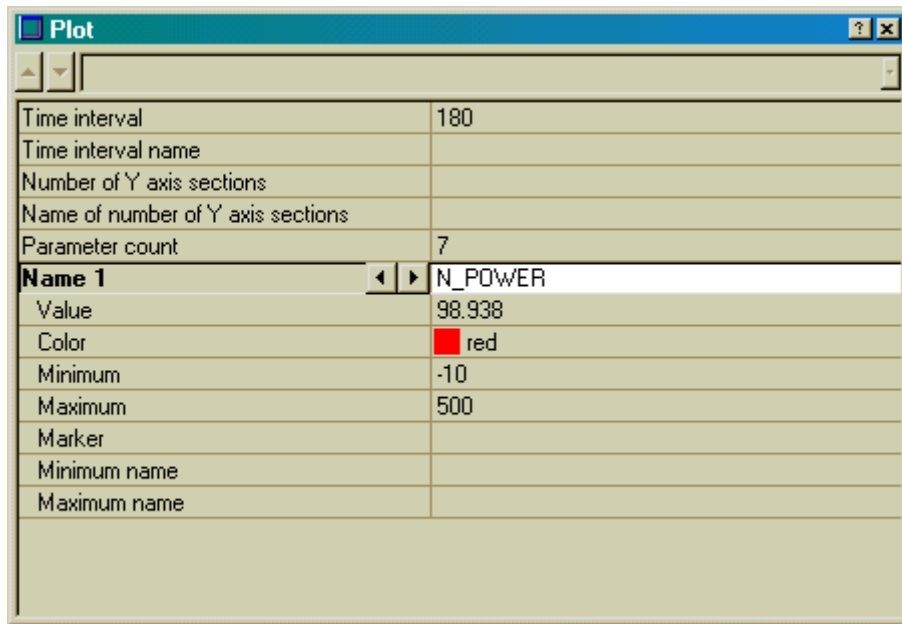 Plot
Time interval 180
Time interval name
Number of Y axis sections
Name of number of Y axis sections
Parameter count 7
Name 1 N_POWER
Value 98.938
Color red
Minimum -10
Maximum 500
Marker
Minimum name
Maximum name